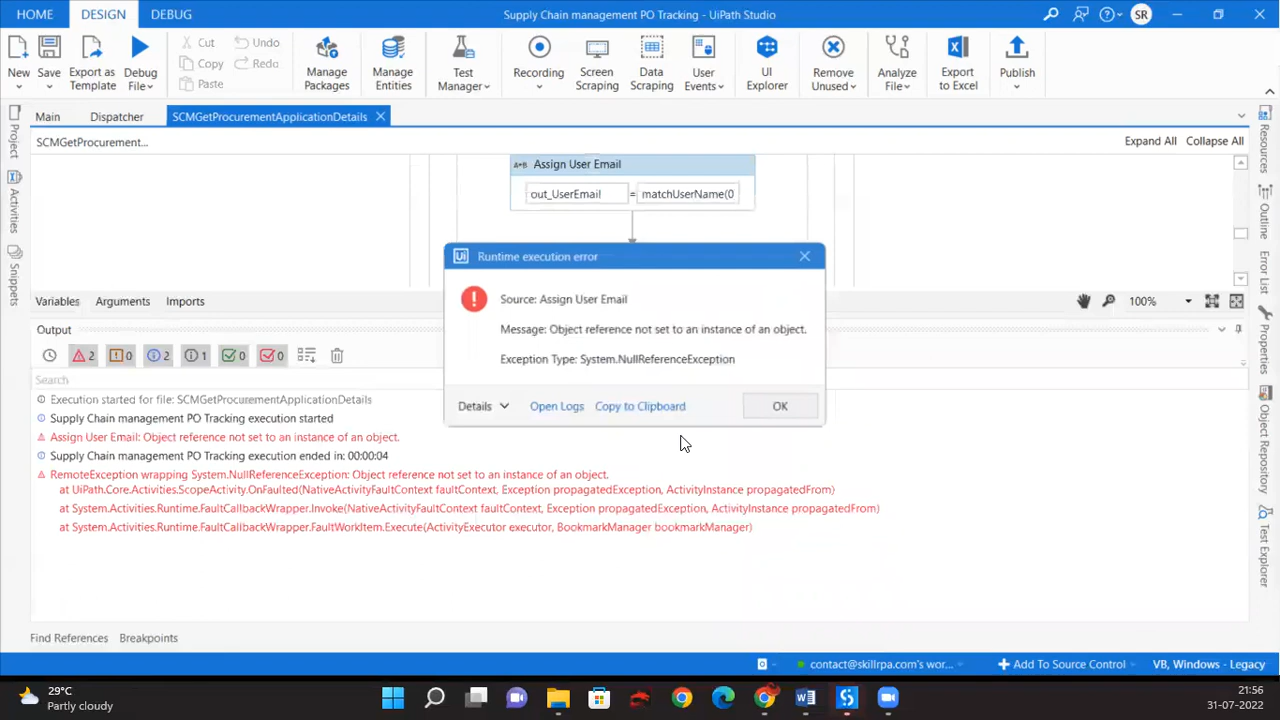 HOME
DESIGN
DEBUG
Supply Chain management PO Tracking - UiPath Studio
SR
New
Save
Export as Template
Debug File
Cut
Copy
Paste
Undo
Redo
Manage Packages
Manage Entities
Test Manager
Recording
Screen Scraping
Data Scraping
User Events
UI Explorer
Remove Unused
Analyze File
Export to Excel
Publish
Main
Dispatcher
SCMGetProcurementApplicationDetails
SCMGetProcurement...
Expand All
Collapse All
Project
Activities
Snippets
A+B Assign User Email
out_UserEmail = matchUserName(0
Ui Runtime execution error
Source: Assign User Email
Message: Object reference not set to an instance of an object.
Exception Type: System.NullReferenceException
Details
Open Logs
Copy to Clipboard
OK
Variables
Arguments
Imports
100%
Output
2
0
2
1
0
0
Search
Execution started for file: SCMGetProcurementApplicationDetails
Supply Chain management PO Tracking execution started
Assign User Email: Object reference not set to an instance of an object.
Supply Chain management PO Tracking execution ended in: 00:00:04
RemoteException wrapping System.NullReferenceException: Object reference not set to an instance of an object.
at UiPath.Core.Activities.ScopeActivity.OnFaulted(NativeActivityFaultContext faultContext, Exception propagatedException, ActivityInstance propagatedFrom)
at System.Activities.Runtime.FaultCallbackWrapper.Invoke(NativeActivityFaultContext faultContext, Exception propagatedException, ActivityInstance propagatedFrom)
at System.Activities.Runtime.FaultCallbackWrapper.FaultWorkItem.Execute(ActivityExecutor executor, BookmarkManager bookmarkManager)
Resources
Outline
Error List
Properties
Object Repository
Test Explorer
Find References
Breakpoints
contact@skillrpa.com's wor...
Add To Source Control
VB, Windows - Legacy
29°C
Partly cloudy
21:56
31-07-2022